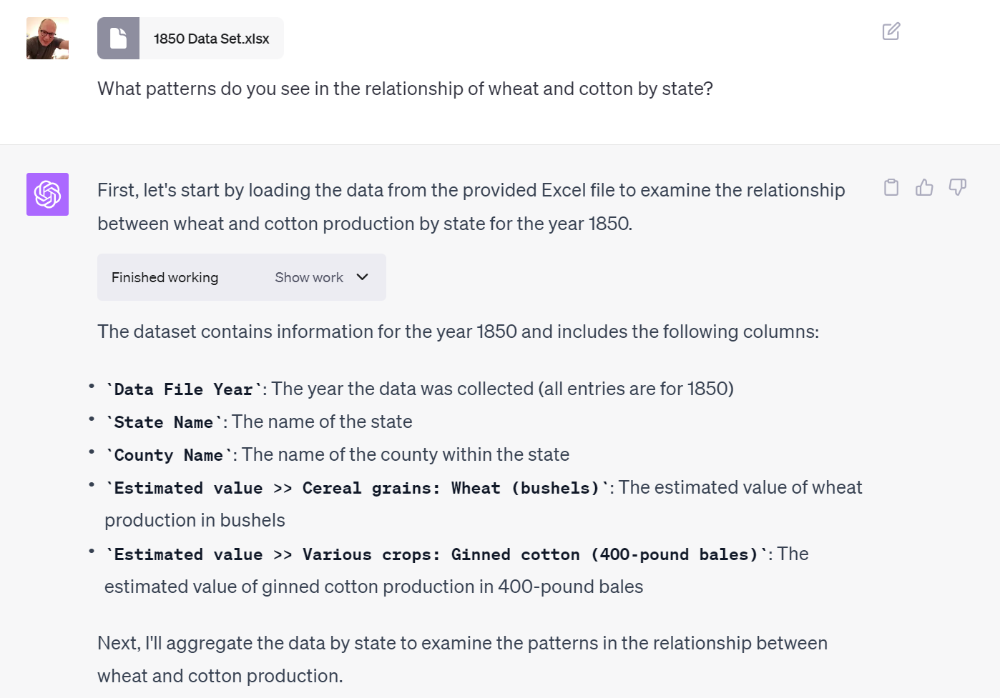 1850 Data Set.xlsx
What patterns do you see in the relationship of wheat and cotton by state?
First, let's start by loading the data from the provided Excel file to examine the relationship
between wheat and cotton production by state for the year 1850.
Finished working Show work
The dataset contains information for the year 1850 and includes the following columns:
• `Data File Year`: The year the data was collected (all entries are for 1850)
• `State Name`: The name of the state
• `County Name`: The name of the county within the state
• `Estimated value >> Cereal grains: Wheat (bushels)`: The estimated value of wheat
production in bushels
• `Estimated value >> Various crops: Ginned cotton (400-pound bales)`: The
estimated value of ginned cotton production in 400-pound bales
Next, I'll aggregate the data by state to examine the patterns in the relationship between
wheat and cotton production.